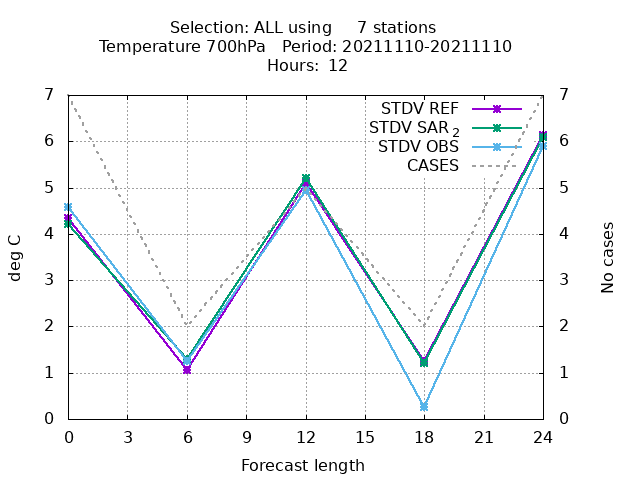 Selection: ALL using     7 stations
Temperature 700hPa   Period: 20211110-20211110
Hours:  12
STDV REF
STDV SAR2
STDV OBS
CASES
7
6
5
4
3
2
1
0
deg C
7
6
5
4
3
2
1
0
No cases
0 3 6 9 12 15 18 21 24
Forecast length